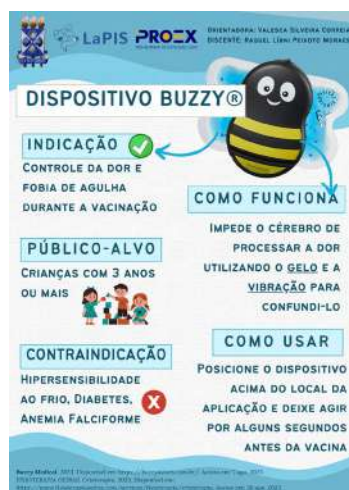 LaPIS PROEX
ORIENTADORA: VALESCA SILVEIRA CORREIA
DISCENTE: RAQUEL LÍBNI PEIXOTO MORAES
DISPOSITIVO BUZZY®
INDICAÇÃO
CONTROLE DA DOR E
FOBIA DE AGULHA
DURANTE A VACINAÇÃO
PÚBLICO-ALVO
CRIANÇAS COM 3 ANOS
OU MAIS
CONTRAINDICAÇÃO
HIPERSENSIBILIDADE
AO FRIO, DIABETES,
ANEMIA FALCIFORME
COMO FUNCIONA
IMPEDE O CÉREBRO DE
PROCESSAR A DOR
UTILIZANDO O GELO E A
VIBRAÇÃO PARA
CONFUNDI-LO
COMO USAR
POSICIONE O DISPOSITIVO
ACIMA DO LOCAL DA
APLICAÇÃO E DEIXE AGIR
POR ALGUNS SEGUNDOS
ANTES DA VACINA